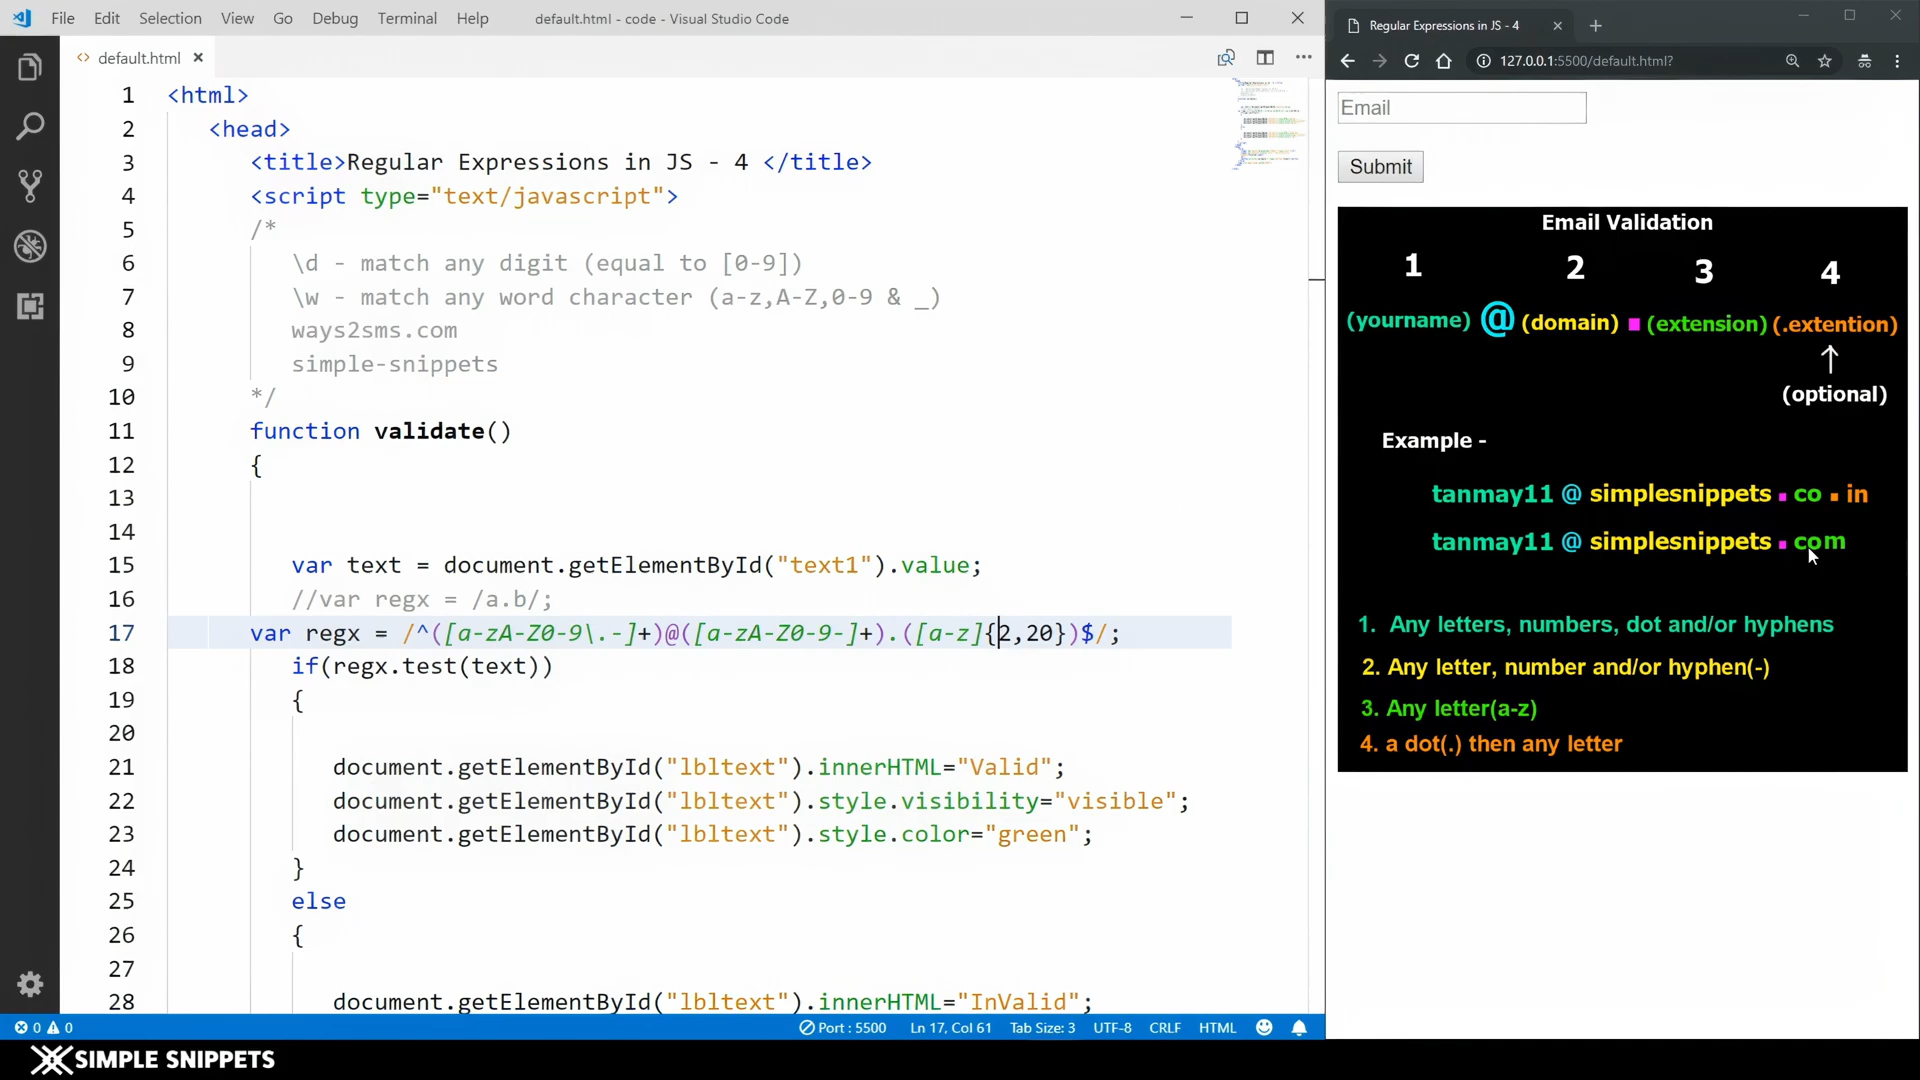 File Edit Selection View Go Debug Terminal Help default.html - code - Visual Studio Code
default.html
1 <html>
2 <head>
3 <title>Regular Expressions in JS - 4 </title>
4 <script type="text/javascript">
5 /*
6 \d - match any digit (equal to [0-9])
7 \w - match any word character (a-z,A-Z,0-9 & _)
8 ways2sms.com
9 simple-snippets
10 */
11 function validate()
12 {
13
14
15 var text = document.getElementById("text1").value;
16 //var regx = /a.b/;
17 var regx = /^([a-zA-Z0-9\.-]+)@([a-zA-Z0-9-]+).([a-z]{2,20})$/;
18 if(regx.test(text))
19 {
20
21 document.getElementById("lbltext").innerHTML="Valid";
22 document.getElementById("lbltext").style.visibility="visible";
23 document.getElementById("lbltext").style.color="green";
24 }
25 else
26 {
27
28 document.getElementById("lbltext").innerHTML="InValid";
0 0 Port : 5500 Ln 17, Col 61 Tab Size: 3 UTF-8 CRLF HTML
SIMPLE SNIPPETS
Regular Expressions in JS - 4
127.0.0.1:5500/default.html?
Email
Submit
Email Validation
1 2 3 4
(yourname) @ (domain) . (extension) (.extention)
(optional)
Example -
tanmay11 @ simplesnippets . co . in
tanmay11 @ simplesnippets . com
1. Any letters, numbers, dot and/or hyphens
2. Any letter, number and/or hyphen(-)
3. Any letter(a-z)
4. a dot(.) then any letter